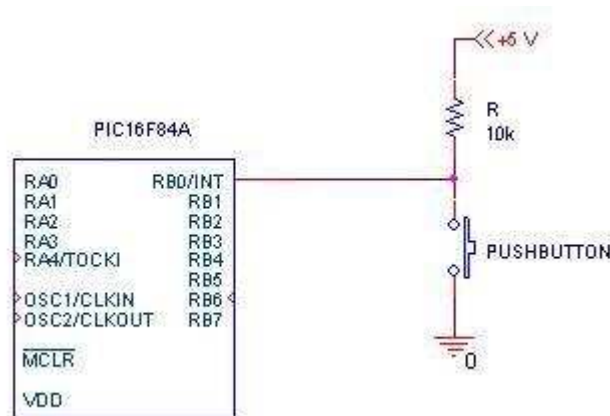 +5 V
R
10k
PIC16F84A
RA0 RB0/INT
RA1 RB1
RA2 RB2
RA3 RB3
RA4/TOCKI RB4
RB5
OSC1/CLKIN RB6
OSC2/CLKOUT RB7
MCLR
VDD
PUSHBUTTON
0